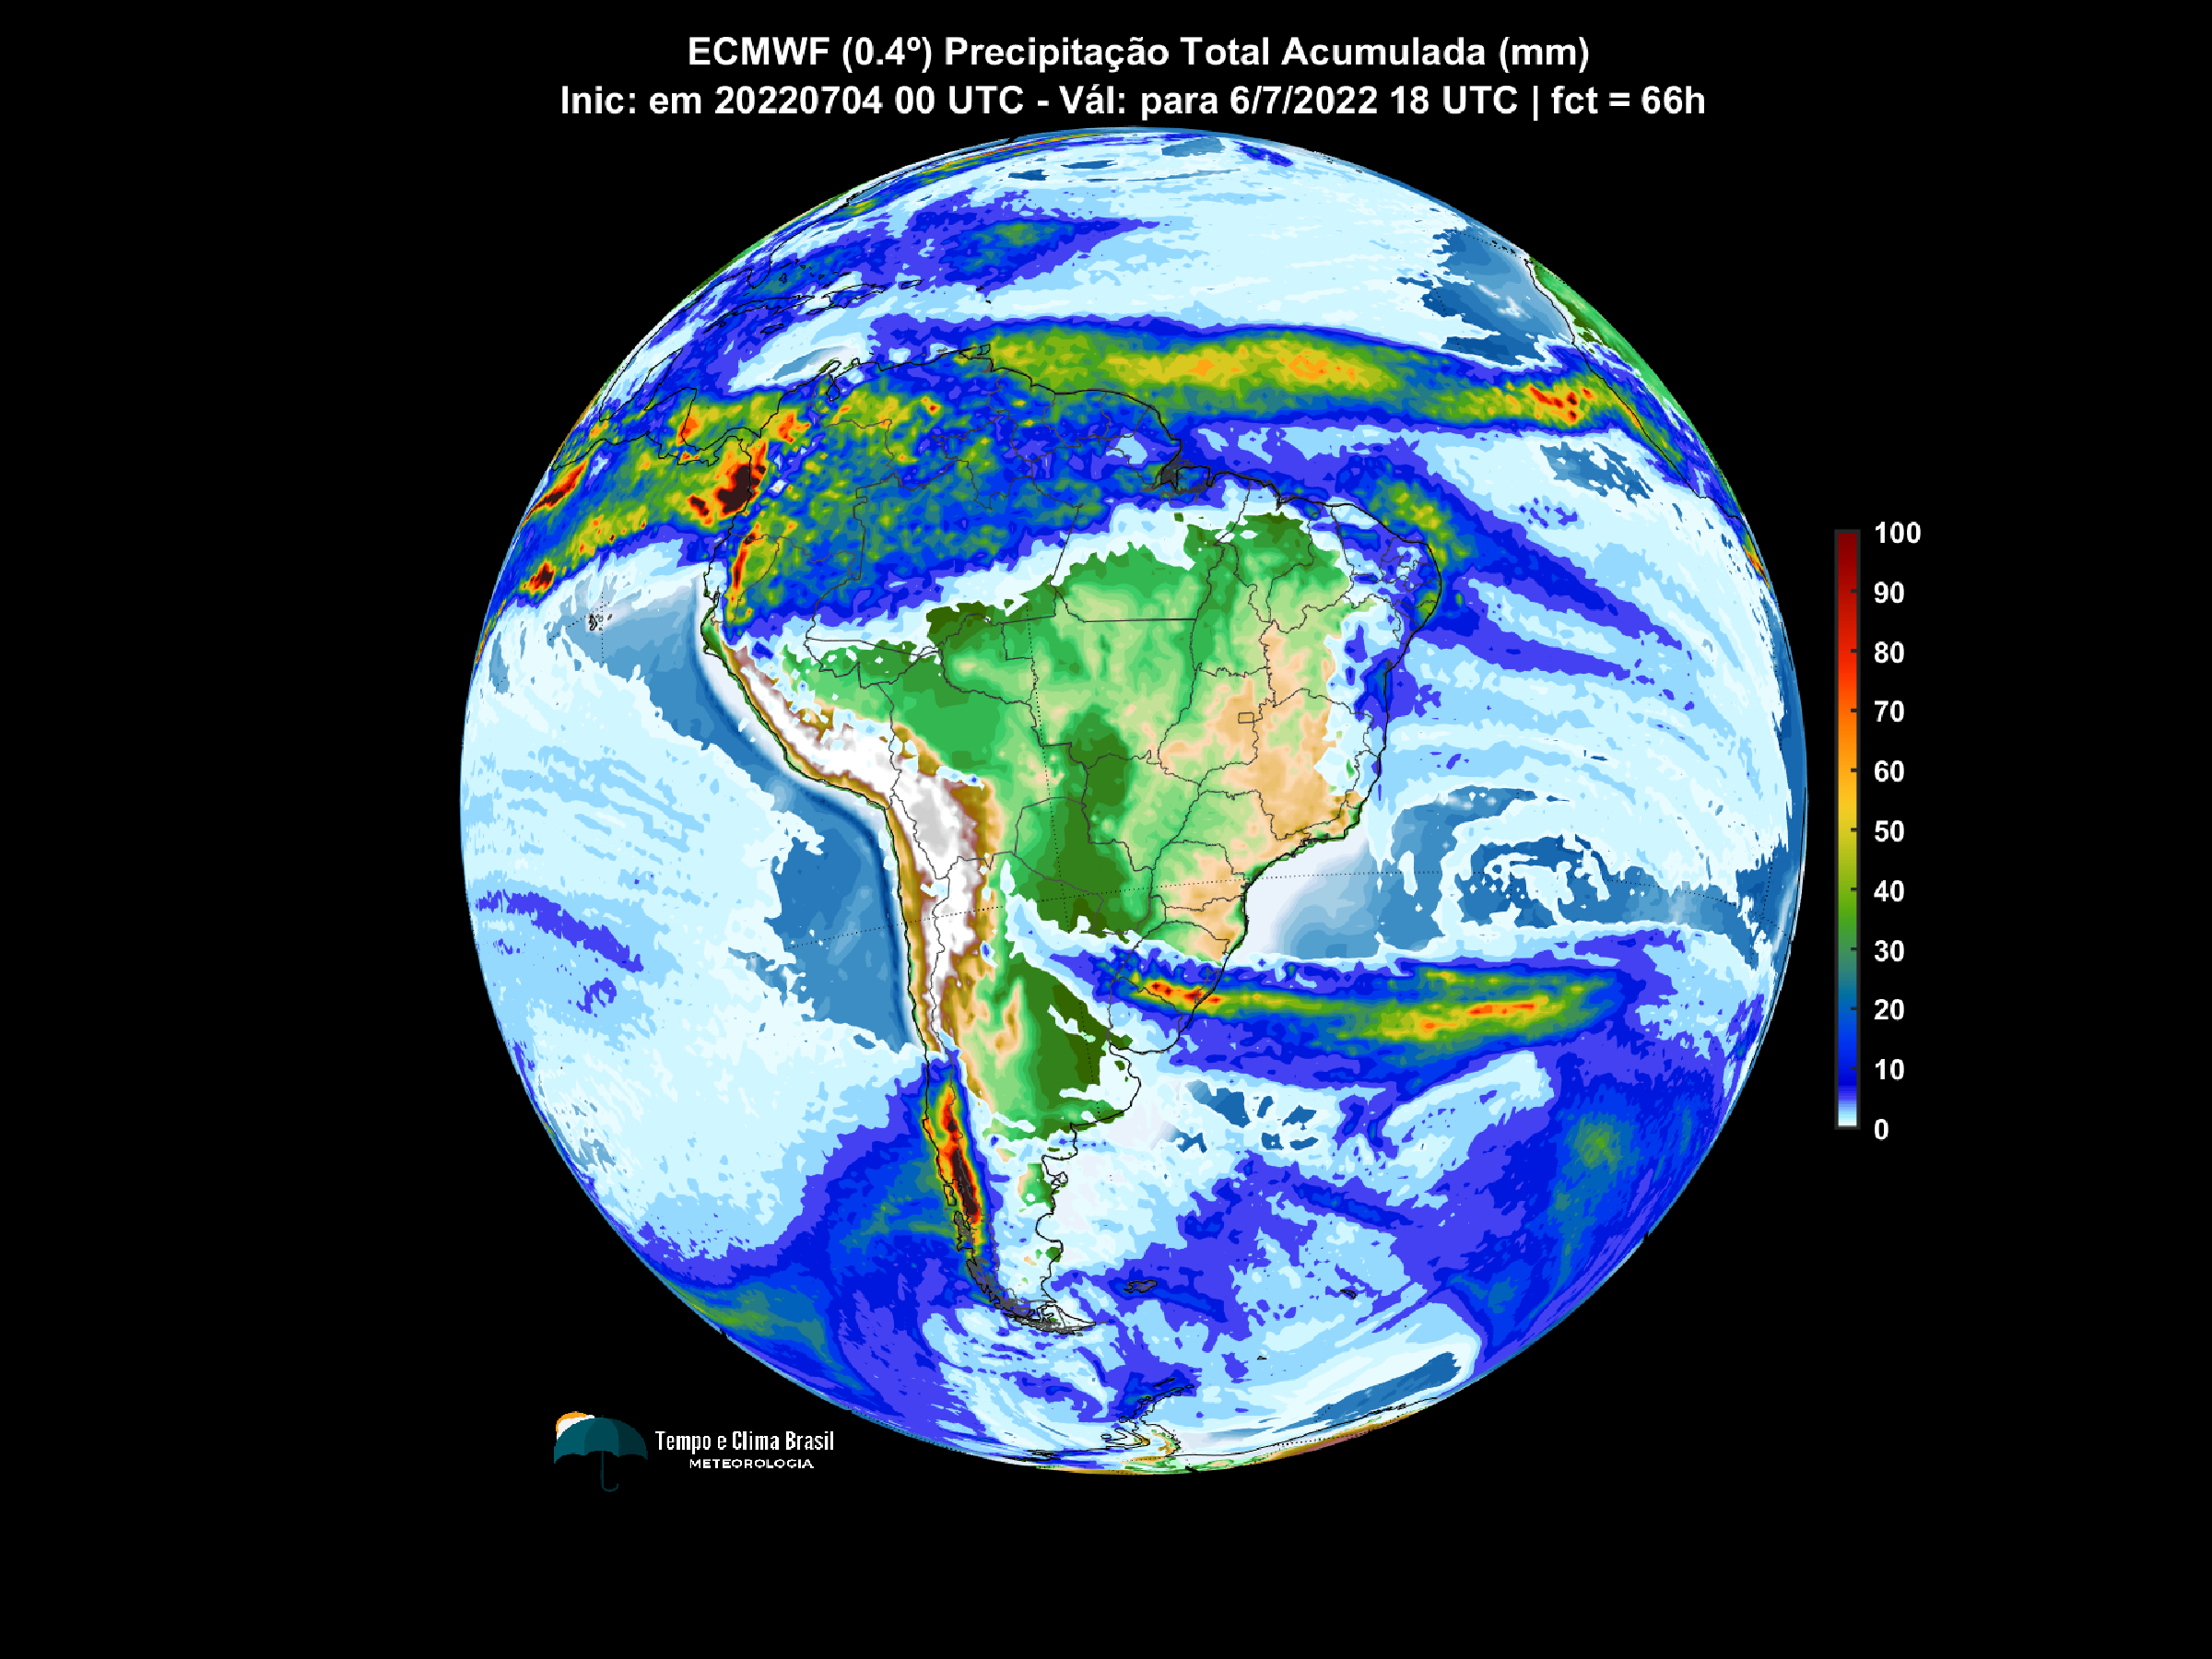 ECMWF (0.4º) Precipitação Total Acumulada (mm)
Inic: em 20220704 00 UTC - Vál: para 6/7/2022 18 UTC | fct = 66h
100
90
80
70
60
50
40
30
20
10
0
Tempo e Clima Brasil
METEOROLOGIA